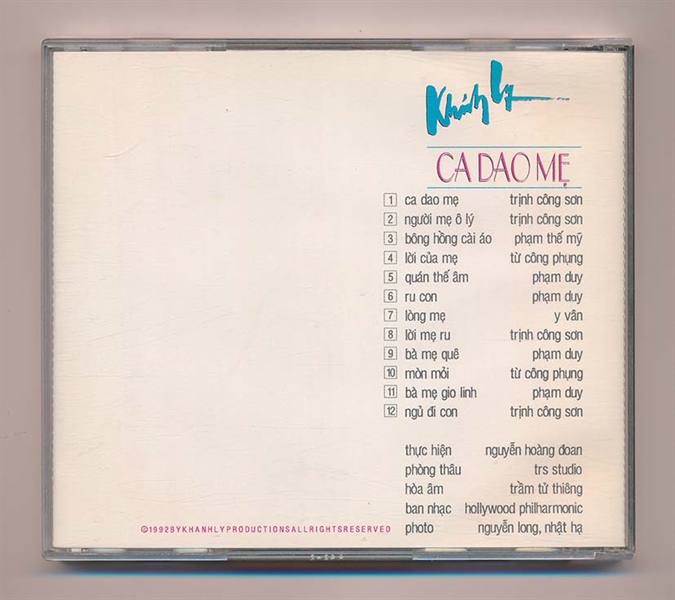 Khánh Ly
CA DAO MẸ
1 ca dao mẹ trịnh công sơn
2 người mẹ ô lý trịnh công sơn
3 bông hồng cài áo phạm thế mỹ
4 lời của mẹ từ công phụng
5 quán thế âm phạm duy
6 ru con phạm duy
7 lòng mẹ y vân
8 lời mẹ ru trịnh công sơn
9 bà mẹ quê phạm duy
10 mòn mỏi từ công phụng
11 bà mẹ gio linh phạm duy
12 ngủ đi con trịnh công sơn
thực hiện nguyễn hoàng đoan
phòng thâu trs studio
hòa âm trầm tử thiêng
ban nhạc hollywood philharmonic
photo nguyễn long, nhật hạ
©1992BYKHANHLYPRODUCTIONSALLRIGHTSRESERVED